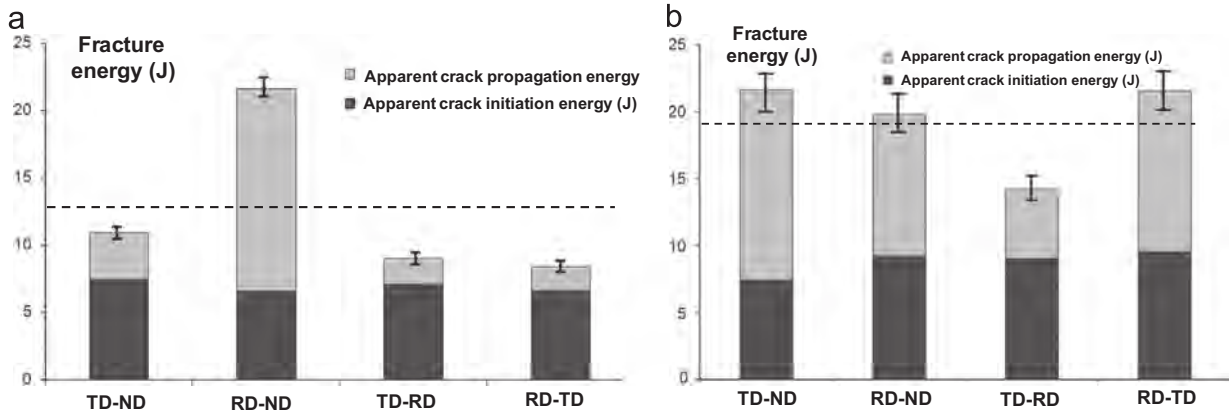 a
Fracture
energy (J)
Apparent crack propagation energy
Apparent crack initiation energy (J)
25
20
15
10
5
0
TD-ND
RD-ND
TD-RD
RD-TD
b
Fracture
energy (J)
Apparent crack propagation energy (J)
Apparent crack initiation energy (J)
25
20
15
10
5
0
TD-ND
RD-ND
TD-RD
RD-TD